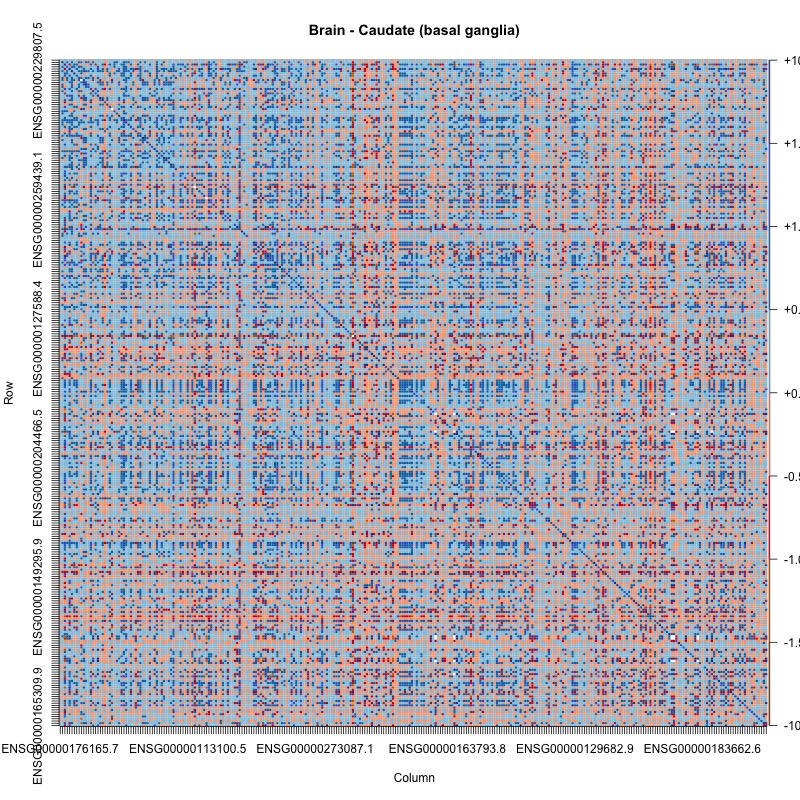 Brain - Caudate (basal ganglia)
Row
ENSG00000229807.5
ENSG00000259439.1
ENSG00000127588.4
ENSG00000204466.5
ENSG00000149295.9
ENSG00000165309.9
+10
+1.
+1.
+0.
+0.
-0.5
-1.0
-1.5
-10
ENSG00000176165.7 ENSG00000113100.5 ENSG00000273087.1 ENSG00000163793.8 ENSG00000129682.9 ENSG00000183662.6
Column